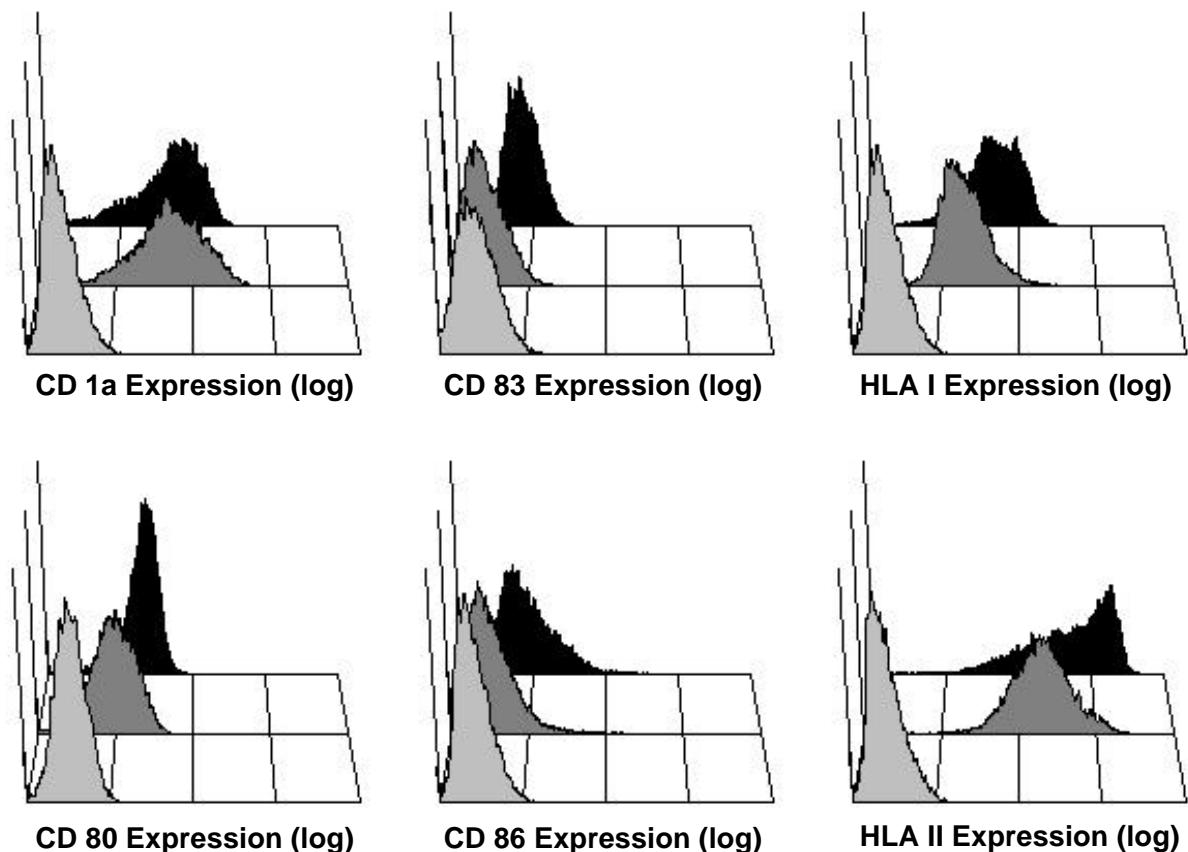 CD 1a Expression (log)
CD 83 Expression (log)
HLA I Expression (log)
CD 80 Expression (log)
CD 86 Expression (log)
HLA II Expression (log)